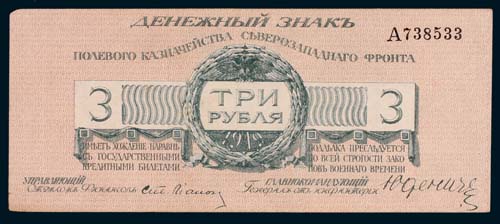 ДЕНЕЖНЫЙ ЗНАКЪ
А738533
ПОЛЕВОГО КАЗНАЧЕЙСТВА СѢВЕРОЗАПАДНАГО ФРОНТА
3
ТРИ
РУБЛЯ
1919
3
ИМѢЕТЪ ХОЖДЕНІЕ НАРАВНѢ
СЪ ГОСУДАРСТВЕННЫМИ
КРЕДИТНЫМИ БИЛЕТАМИ
ПОДДѢЛКА ПРЕСЛѢДУЕТСЯ
ПО ВСЕЙ СТРОГОСТИ ЗАКО
НОВЪ ВОЕННАГО ВРЕМЕНИ
УПРАВЛЯЮЩІЙ
ГЛАВНОКОМАНДУЮЩІЙ
Генералъ отъ инфантеріи
Юденичъ